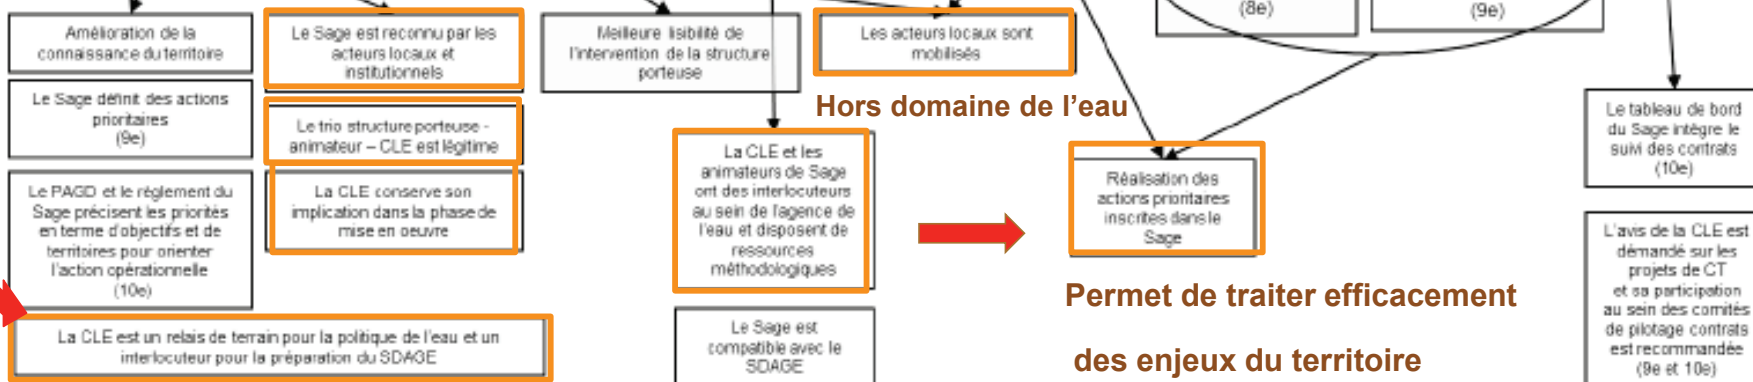 (8e)
(9e)
Amélioration de la
connaissance du territoire
Le Sage est reconnu par les
acteurs locaux et
institutionnels
Meilleure lisibilité de
l'intervention de la structure
porteuse
Les acteurs locaux sont
mobilisés
Hors domaine de l'eau
Le Sage définit des actions
prioritaires
(9e)
Le trio structure porteuse -
animateur – CLE est légitime
La CLE et les
animateurs de Sage
ont des interlocuteurs
au sein de l'agence de
l'eau et disposent de
ressources
méthodologiques
Réalisation des
actions prioritaires
inscrites dans le
Sage
Le tableau de bord
du Sage intègre le
suivi des contrats
(10e)
Le PAGD et le règlement du
Sage précisent les priorités
en terme d'objectifs et de
territoires pour orienter
l'action opérationnelle
(10e)
La CLE conserve son
implication dans la phase de
mise en oeuvre
L'avis de la CLE est
démandé sur les
projets de CT
et sa participation
au sein des comités
de pilotage contrats
est recommandée
(9e et 10e)
Permet de traiter efficacement
des enjeux du territoire
La CLE est un relais de terrain pour la politique de l'eau et un
interlocuteur pour la préparation du SDAGE
Le Sage est
compatible avec le
SDAGE